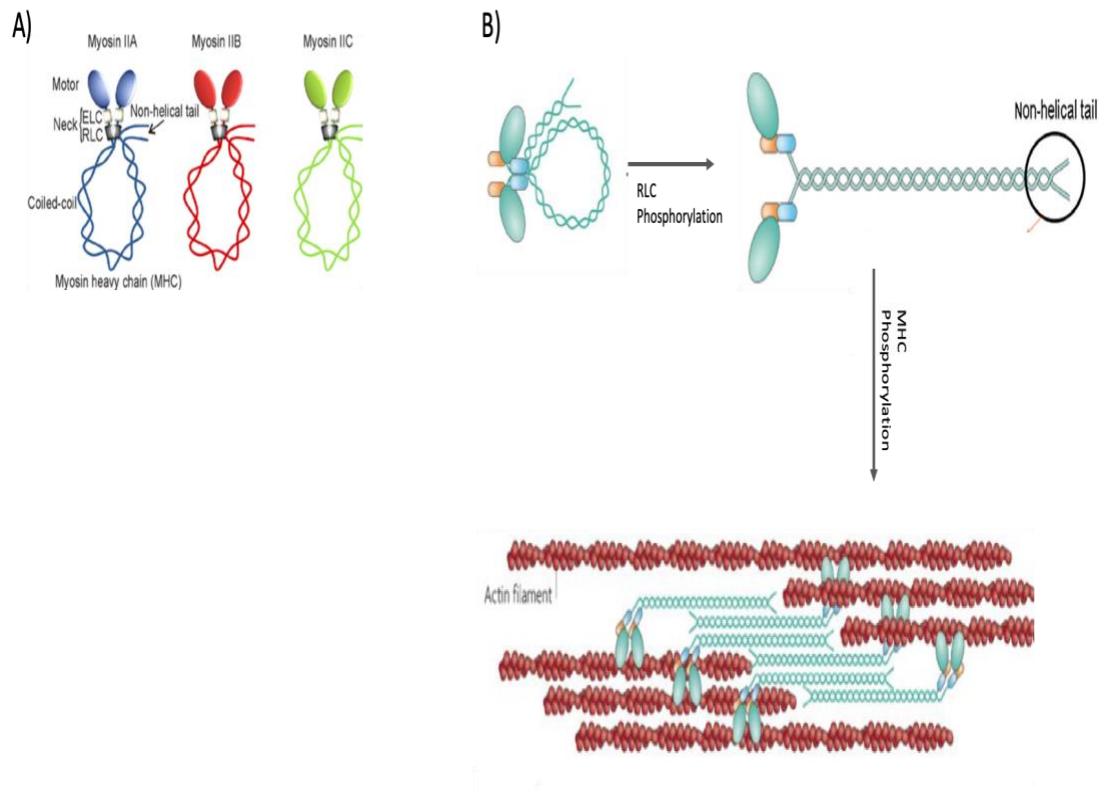 A)
B)
Myosin IIA
Myosin IIB
Myosin IIC
Motor
Neck
ELC
RLC
Non-helical tail
Coiled-coil
Myosin heavy chain (MHC)
RLC
Phosphorylation
Non-helical tail
MHC
Phosphorylation
Actin filament